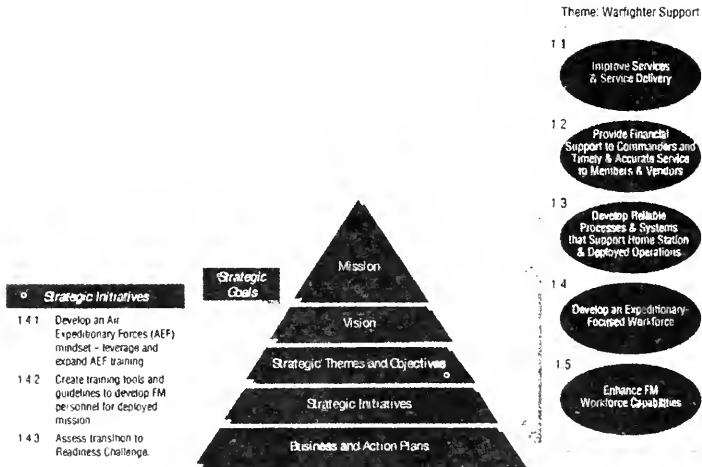 Theme: Warfighter Support
1.1
Improve Services
& Service Delivery
1.2
Provide Financial
Support to Commanders and
Timely & Accurate Service
to Members & Vendors
1.3
Develop Reliable
Processes & Systems
that Support Home Station
& Deployed Operations
1.4
Develop an Expeditionary-
Focused Workforce
1.5
Enhance FM
Workforce Capabilities
Strategic
Goals
Mission
Vision
Strategic Themes and Objectives
Strategic Initiatives
Business and Action Plans
Strategic Initiatives
1.4.1 Develop an Air
Expeditionary Forces (AEF)
mindset – leverage and
expand AEF training
1.4.2 Create training tools and
guidelines to develop FM
personnel for deployed
mission
1.4.3 Assess transition to
Readiness Challenge.